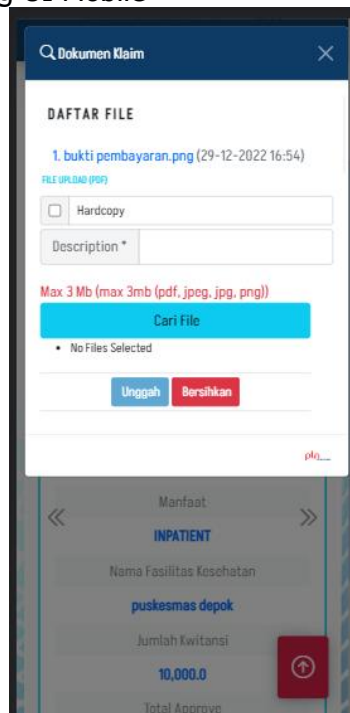 Dokumen Klaim
DAFTAR FILE
1. bukti pembayaran.png (29-12-2022 16:54)
FILE UPLOAD (PDF)
Hardcopy
Description *
Max 3 Mb (max 3mb (pdf, jpeg, jpg, png))
Cari File
• No Files Selected
Unggah Bersihkan
Manfaat
INPATIENT
Nama Fasilitas Kesehatan
puskesmas depok
Jumlah Kwitansi
10,000.0
Total Approve